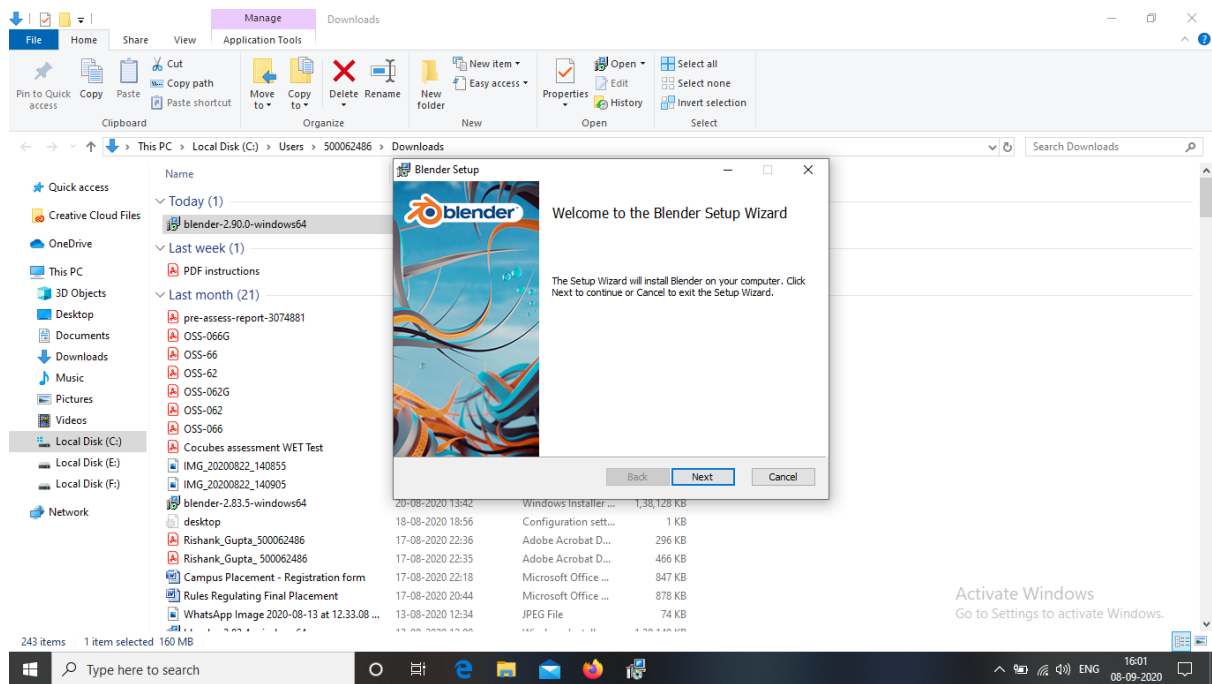 Manage
Downloads
File
Home
Share
View
Application Tools
Pin to Quick access
Copy
Paste
Cut
Copy path
Paste shortcut
Clipboard
Move to
Copy to
Delete
Rename
Organize
New folder
New item
Easy access
New
Properties
Open
Edit
History
Open
Select all
Select none
Invert selection
Select
This PC > Local Disk (C:) > Users > 500062486 > Downloads
Search Downloads
Quick access
Creative Cloud Files
OneDrive
This PC
3D Objects
Desktop
Documents
Downloads
Music
Pictures
Videos
Local Disk (C:)
Local Disk (E:)
Local Disk (F:)
Network
Name
Today (1)
blender-2.90.0-windows64
Last week (1)
PDF instructions
Last month (21)
pre-assess-report-3074881
OSS-066G
OSS-66
OSS-62
OSS-062G
OSS-062
OSS-066
Cocubes assessment WET Test
IMG_20200822_140855
IMG_20200822_140905
blender-2.83.5-windows64 20-08-2020 13:42 Windows Installer ... 1,38,128 KB
desktop 18-08-2020 18:56 Configuration sett... 1 KB
Rishank_Gupta_500062486 17-08-2020 22:36 Adobe Acrobat D... 296 KB
Rishank_Gupta_ 500062486 17-08-2020 22:35 Adobe Acrobat D... 466 KB
Campus Placement - Registration form 17-08-2020 22:18 Microsoft Office ... 847 KB
Rules Regulating Final Placement 17-08-2020 20:44 Microsoft Office ... 878 KB
WhatsApp Image 2020-08-13 at 12.33.08 ... 13-08-2020 12:34 JPEG File 74 KB
Blender Setup
blender
Welcome to the Blender Setup Wizard
The Setup Wizard will install Blender on your computer. Click
Next to continue or Cancel to exit the Setup Wizard.
Back
Next
Cancel
Activate Windows
Go to Settings to activate Windows.
243 items 1 item selected 160 MB
Type here to search
ENG
16:01
08-09-2020